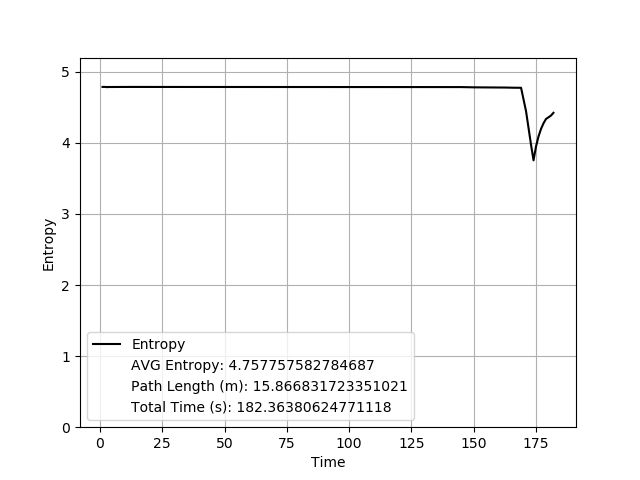 5
4
3
2
1
0
Entropy
Entropy
AVG Entropy: 4.757757582784687
Path Length (m): 15.866831723351021
Total Time (s): 182.36380624771118
0 25 50 75 100 125 150 175
Time